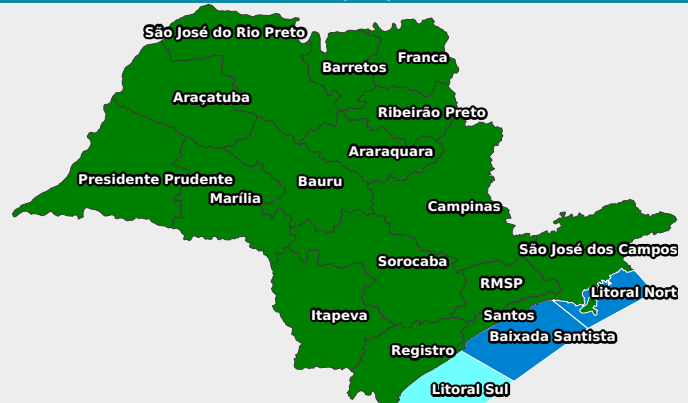 São José do Rio Preto
Franca
Barretos
Araçatuba
Ribeirão Preto
Araraquara
Presidente Prudente
Bauru
Marília
Campinas
São José dos Campos
Sorocaba
RMSP
Litoral Nort
Itapeva
Santos
Baixada Santista
Registro
Litoral Sul